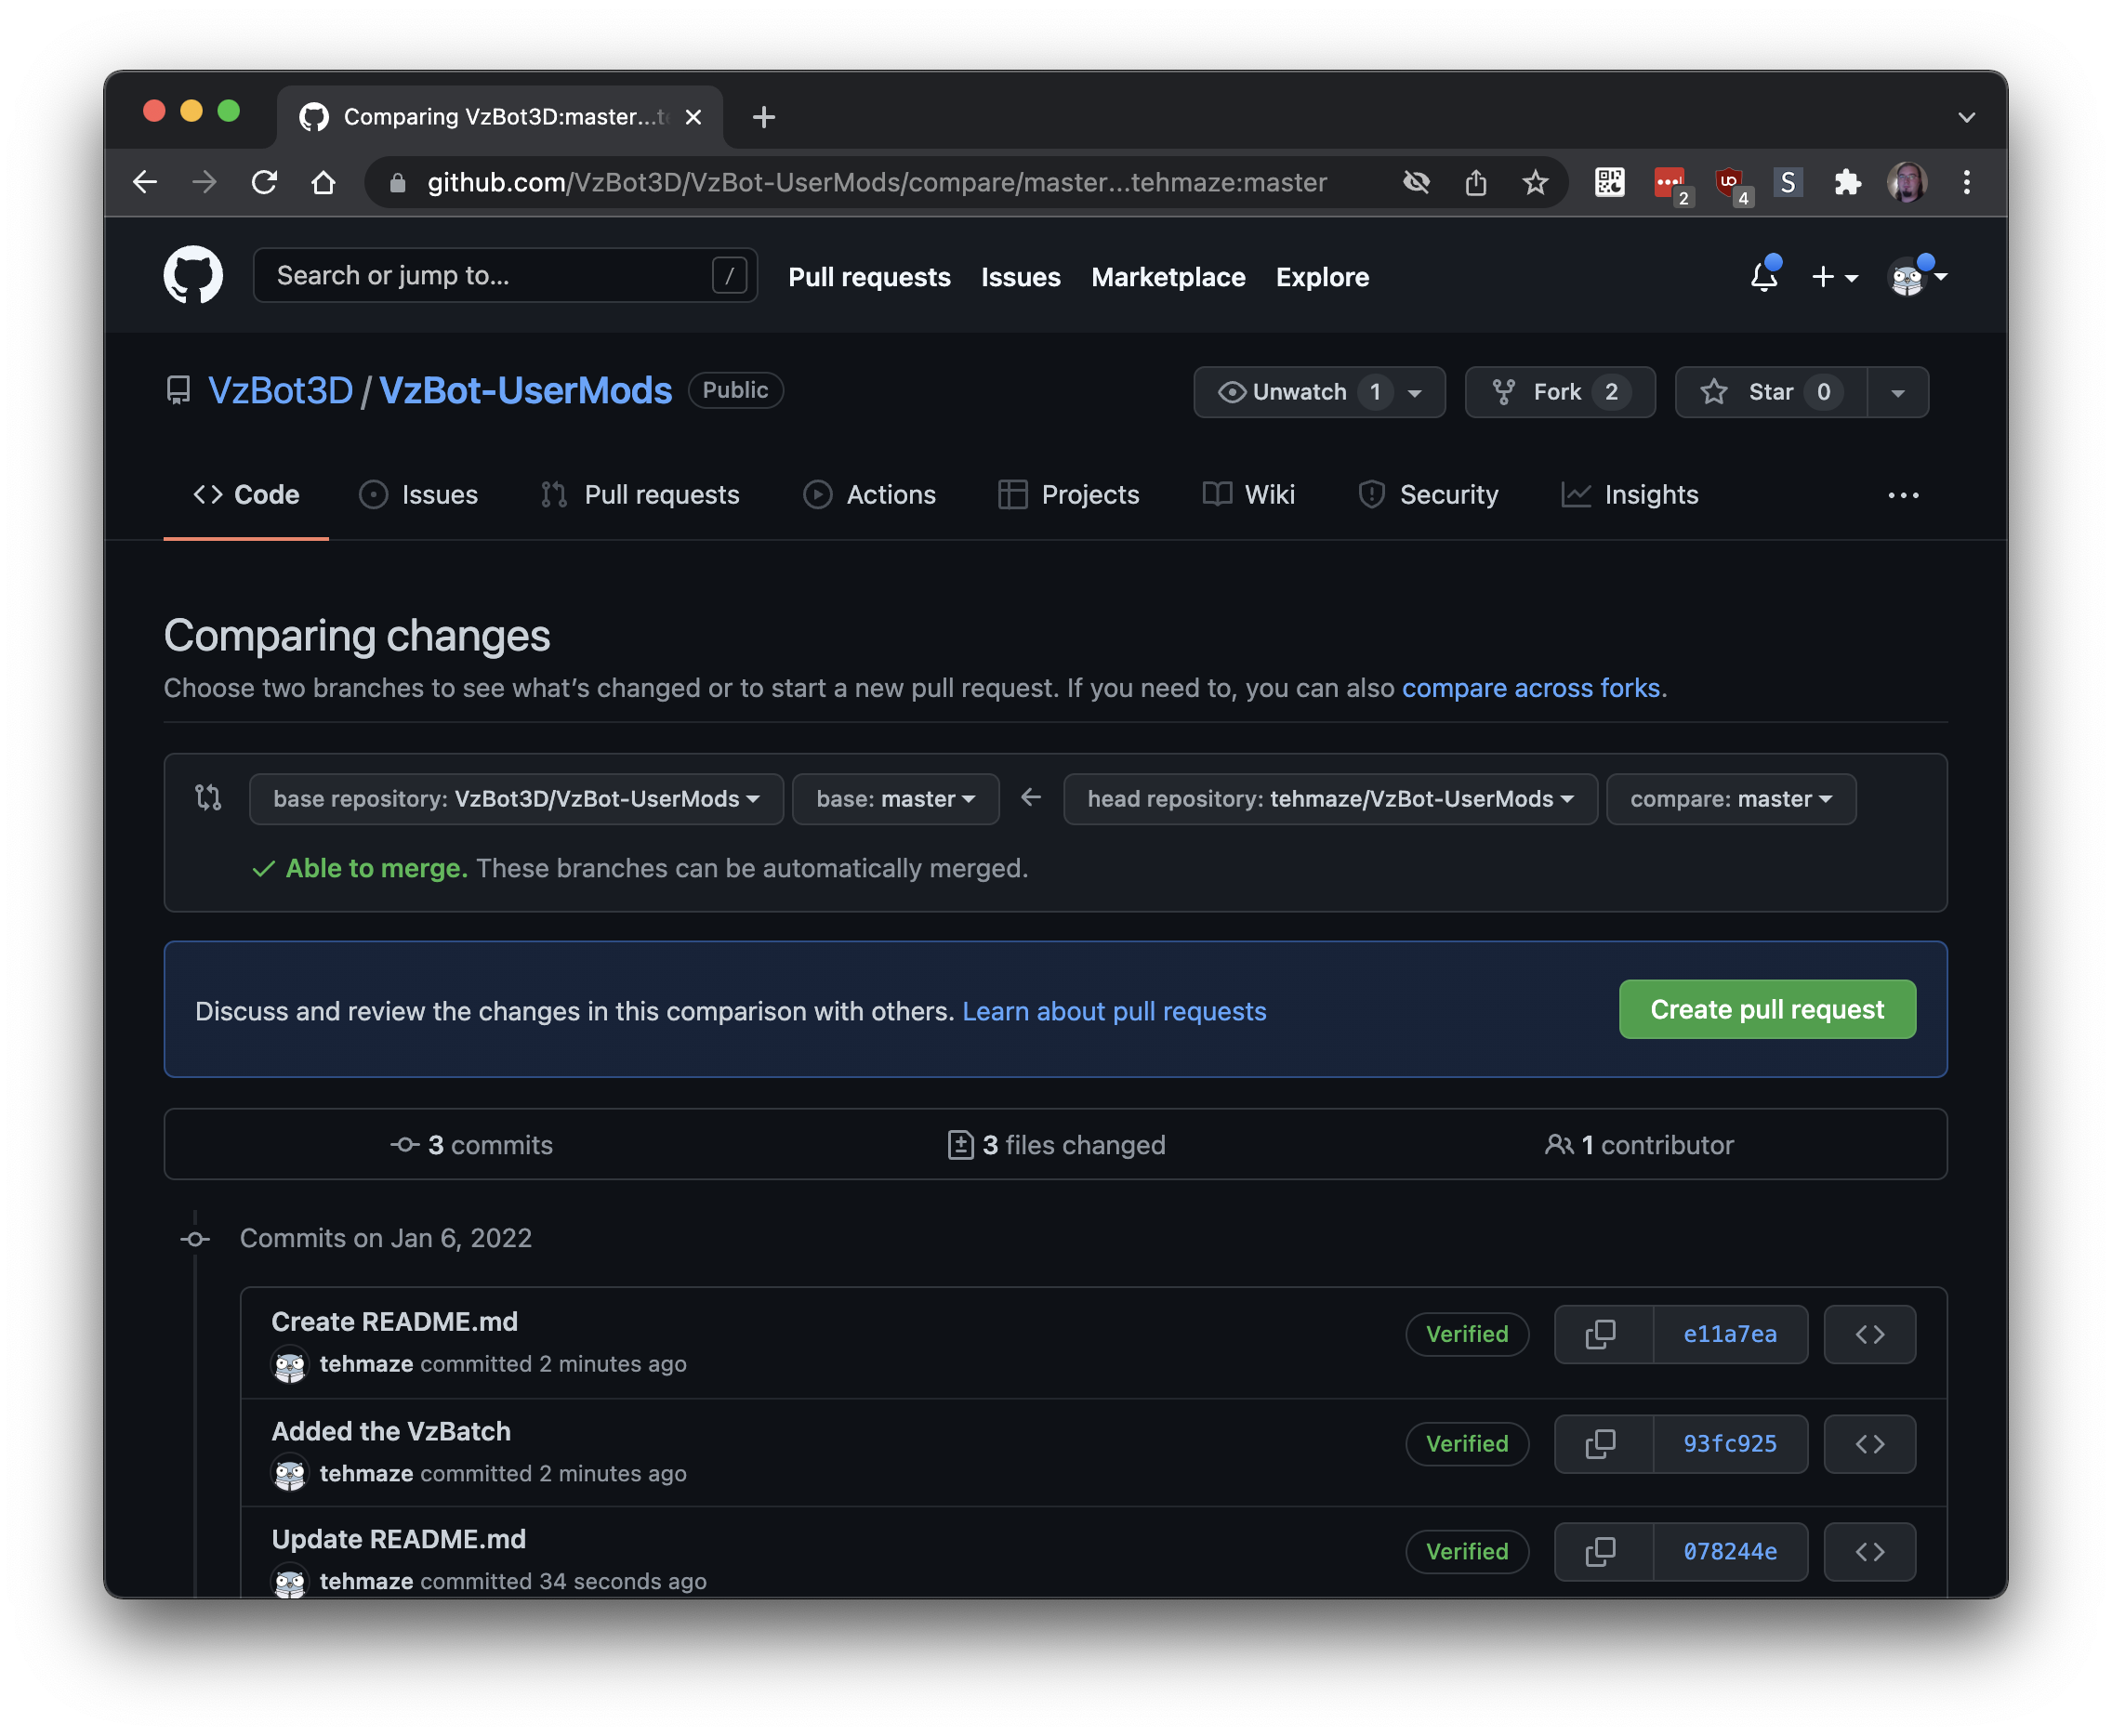 Comparing VzBot3D:master...t
github.com/VzBot3D/VzBot-UserMods/compare/master...tehmaze:master
2
UD
4
S
Search or jump to...
/
Pull requests
Issues
Marketplace
Explore
VzBot3D / VzBot-UserMods
Public
Unwatch 1
Fork 2
Star 0
Code
Issues
Pull requests
Actions
Projects
Wiki
Security
Insights
Comparing changes
Choose two branches to see what’s changed or to start a new pull request. If you need to, you can also compare across forks.
base repository: VzBot3D/VzBot-UserMods
base: master
head repository: tehmaze/VzBot-UserMods
compare: master
Able to merge. These branches can be automatically merged.
Discuss and review the changes in this comparison with others. Learn about pull requests
Create pull request
3 commits
3 files changed
1 contributor
Commits on Jan 6, 2022
Create README.md
tehmaze committed 2 minutes ago
Verified
e11a7ea
Added the VzBatch
tehmaze committed 2 minutes ago
Verified
93fc925
Update README.md
tehmaze committed 34 seconds ago
Verified
078244e